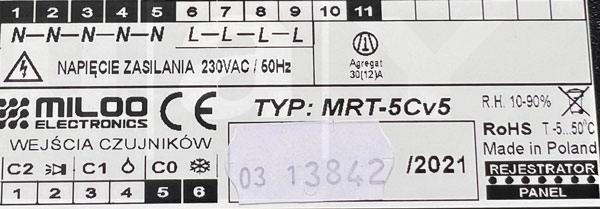 1 2 3 4 5 6 7 8 9 10 11
N—N—N—N—N L—L—L—L
NAPIĘCIE ZASILANIA 230VAC / 50Hz
Agregat
30(12)A
MILOO
ELECTRONICS
CE
TYP: MRT-5Cv5
R.H. 10-90%
RoHS T -5...50°C
Made in Poland
WEJŚCIA CZUJNIKÓW
C2 C1 C0
1 2 3 4 5 6
03 13842 /2021
REJESTRATOR
PANEL